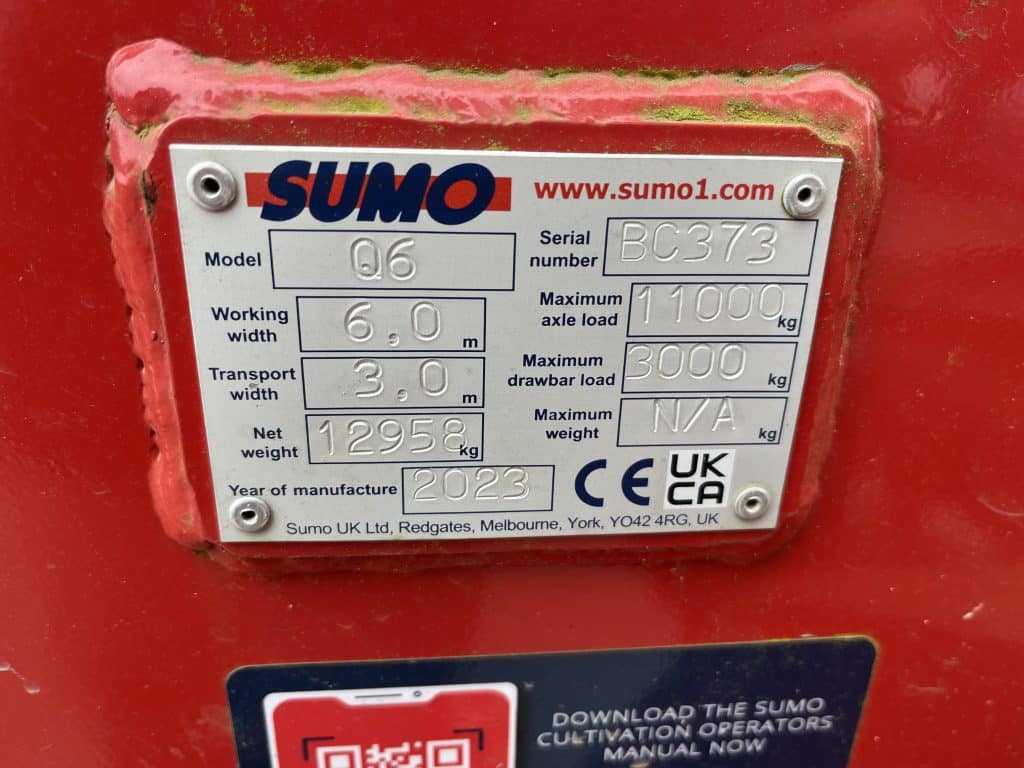 SUMO www.sumo1.com
Model Q6
Serial number BC373
Working width 6,0 m
Maximum axle load 11000 kg
Transport width 3,0 m
Maximum drawbar load 3000 kg
Net weight 12958 kg
Maximum weight N/A kg
Year of manufacture 2023
CE UK CA
Sumo UK Ltd, Redgates, Melbourne, York, YO42 4RG, UK
DOWNLOAD THE SUMO
CULTIVATION OPERATORS
MANUAL NOW